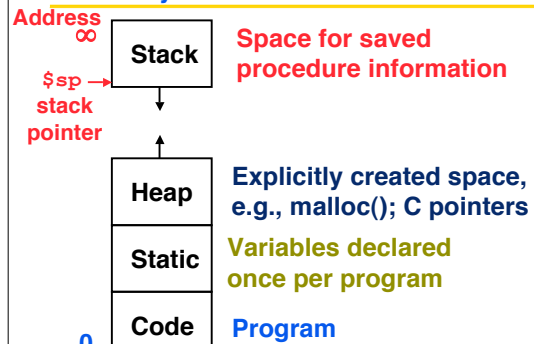 Address
∞
Stack
Space for saved
procedure information
$sp
stack
pointer
Heap
Explicitly created space,
e.g., malloc(); C pointers
Static
Variables declared
once per program
Code
Program
0